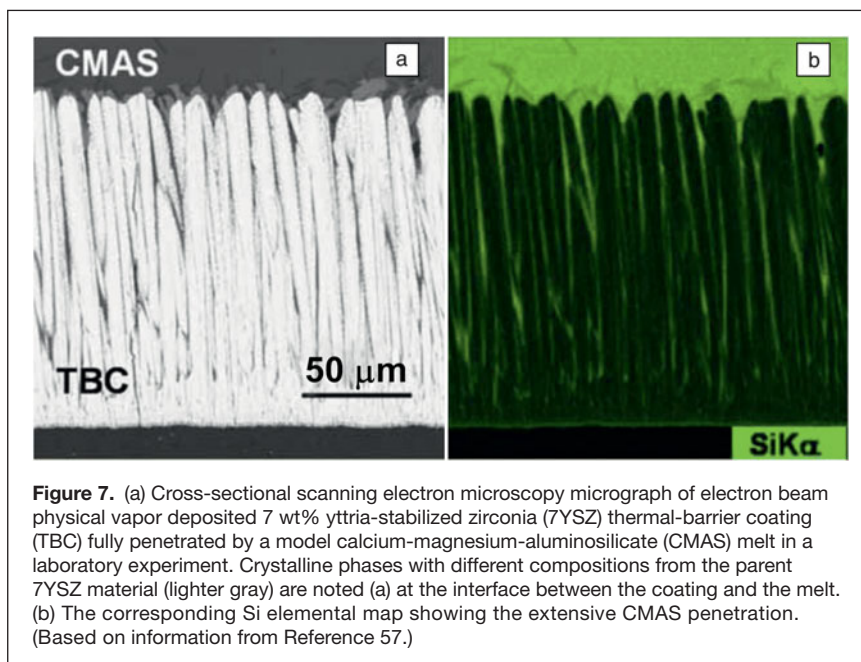 CMAS
a
b
TBC
50 μm
SiKα
Figure 7. (a) Cross-sectional scanning electron microscopy micrograph of electron beam
physical vapor deposited 7 wt% yttria-stabilized zirconia (7YSZ) thermal-barrier coating
(TBC) fully penetrated by a model calcium-magnesium-aluminosilicate (CMAS) melt in a
laboratory experiment. Crystalline phases with different compositions from the parent
7YSZ material (lighter gray) are noted (a) at the interface between the coating and the melt.
(b) The corresponding Si elemental map showing the extensive CMAS penetration.
(Based on information from Reference 57.)